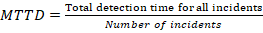 MTTD = Total detection time for all incidents / Number of incidents